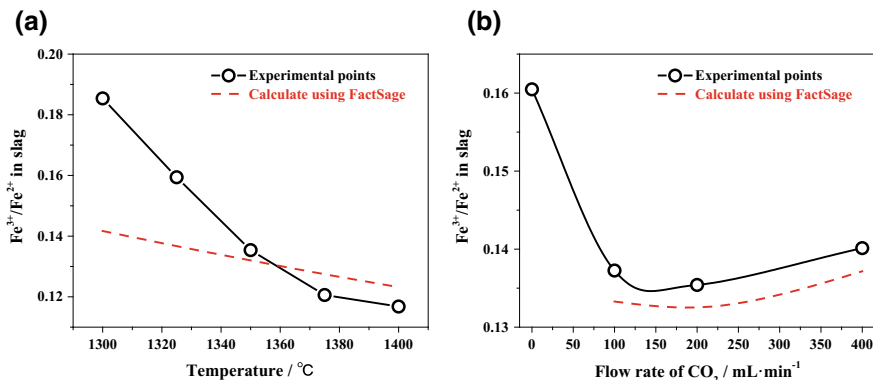 (a)
0.20
0.18
0.16
0.14
0.12
Fe³⁺/Fe²⁺ in slag
Experimental points
Calculate using FactSage
1300 1320 1340 1360 1380 1400
Temperature / ℃
(b)
0.16
0.15
0.14
0.13
Fe³⁺/Fe²⁺ in slag
Experimental points
Calculate using FactSage
0 50 100 150 200 250 300 350 400
Flow rate of CO₂ / mL·min⁻¹